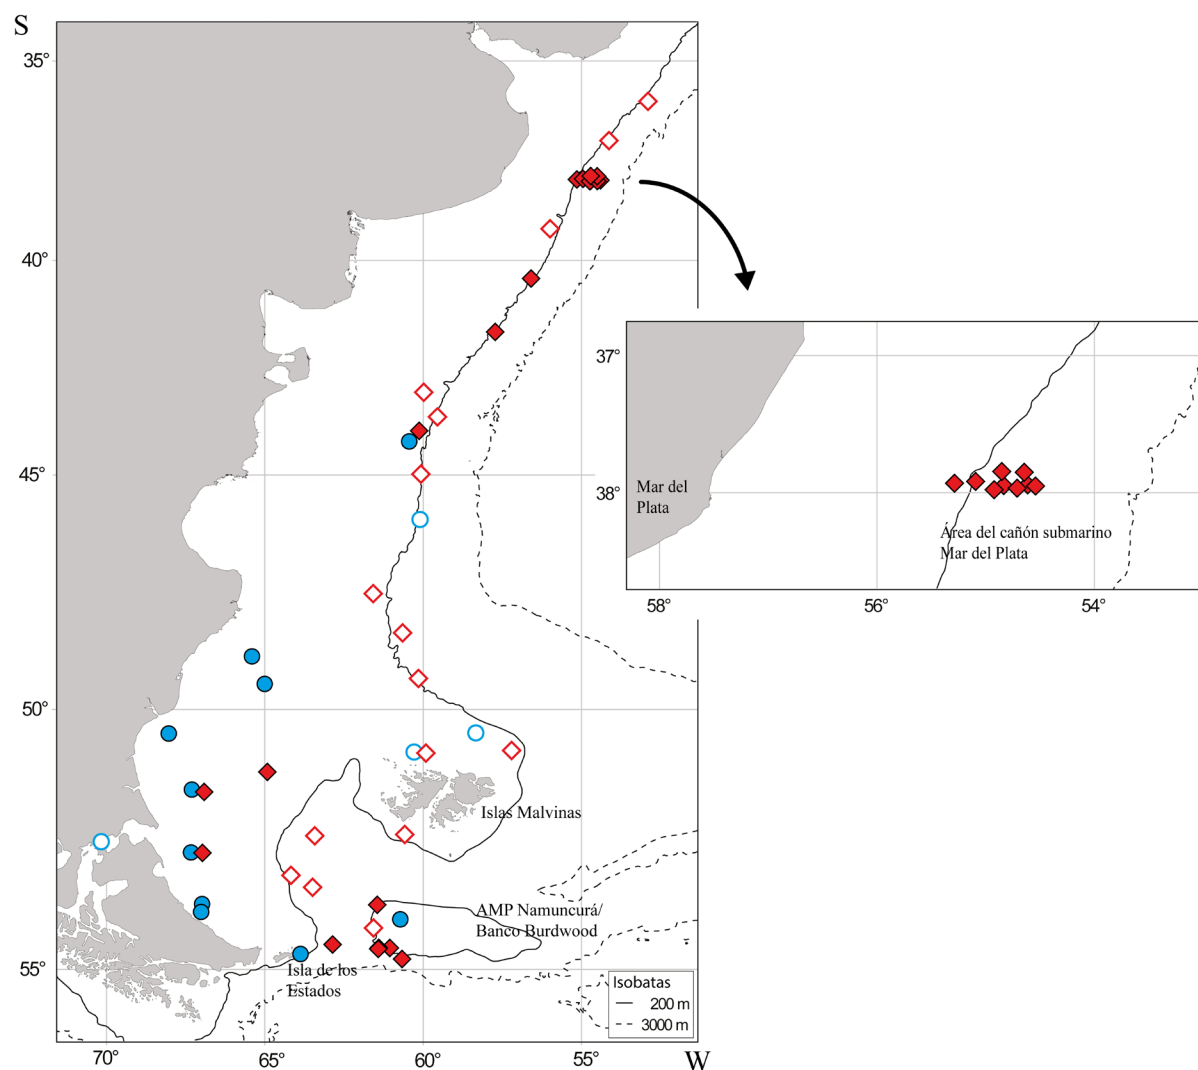 S
35°
40°
45°
50°
55°
70°
65°
60°
55°
W
Islas Malvinas
AMP Namuncurá/
Banco Burdwood
Isla de los
Estados
Isobatas
200 m
3000 m
37°
38°
Mar del
Plata
Área del cañón submarino
Mar del Plata
58°
56°
54°